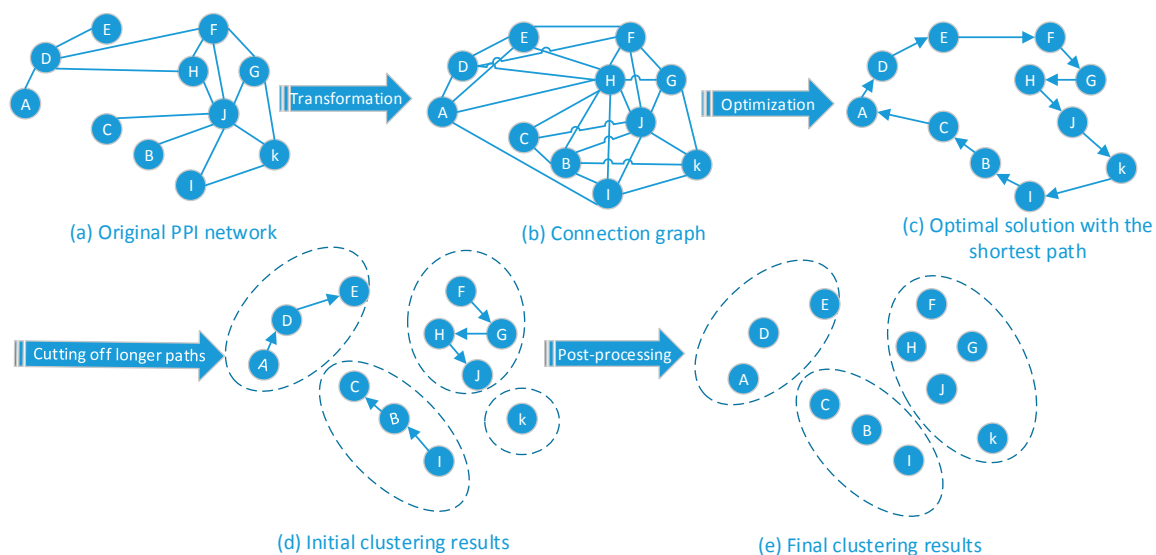 E
F
D
H
G
A
J
C
B
k
I
(a) Original PPI network
Transformation
E
F
D
H
A
J
C
B
k
I
(b) Connection graph
Optimization
E
F
D
H
G
A
J
C
B
k
I
(c) Optimal solution with the
shortest path
Cutting off longer paths
E
D
A
F
H
G
J
C
B
I
k
(d) Initial clustering results
Post-processing
E
D
A
F
H
G
J
k
C
B
I
(e) Final clustering results